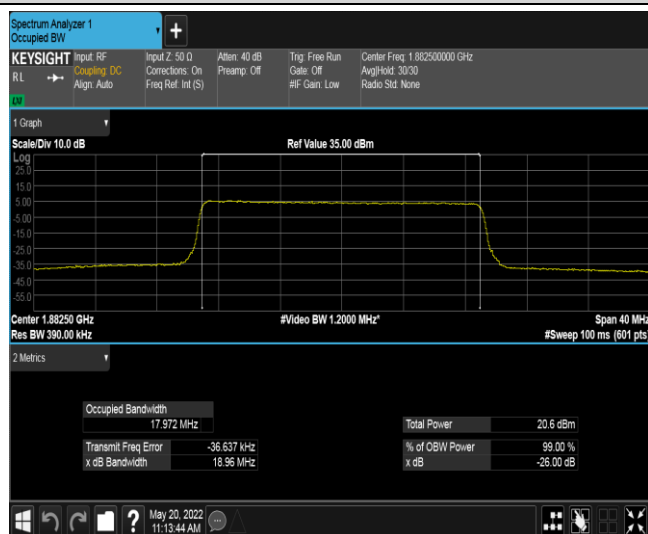 Spectrum Analyzer 1
Occupied BW
+
KEYSIGHT Input: RF Input Z: 50 Ω Atten: 40 dB Trig: Free Run Center Freq: 1.882500000 GHz
RL Coupling: DC Corrections: On Preamp: Off Gate: Off Avg|Hold: 30/30
Align: Auto Freq Ref: Int (S) #IF Gain: Low Radio Std: None
LXI
1 Graph
Scale/Div 10.0 dB Ref Value 35.00 dBm
Log
25.0
15.0
5.00
-5.00
-15.0
-25.0
-35.0
-45.0
-55.0
Center 1.88250 GHz #Video BW 1.2000 MHz* Span 40 MHz
Res BW 390.00 kHz #Sweep 100 ms (601 pts)
2 Metrics
Occupied Bandwidth
17.972 MHz Total Power 20.6 dBm
Transmit Freq Error -36.637 kHz % of OBW Power 99.00 %
x dB Bandwidth 18.96 MHz x dB -26.00 dB
? May 20, 2022
11:13:44 AM